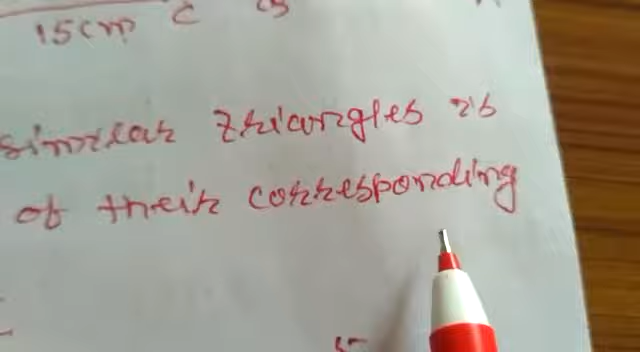 15cm c
similar triangles is
of their corresponding